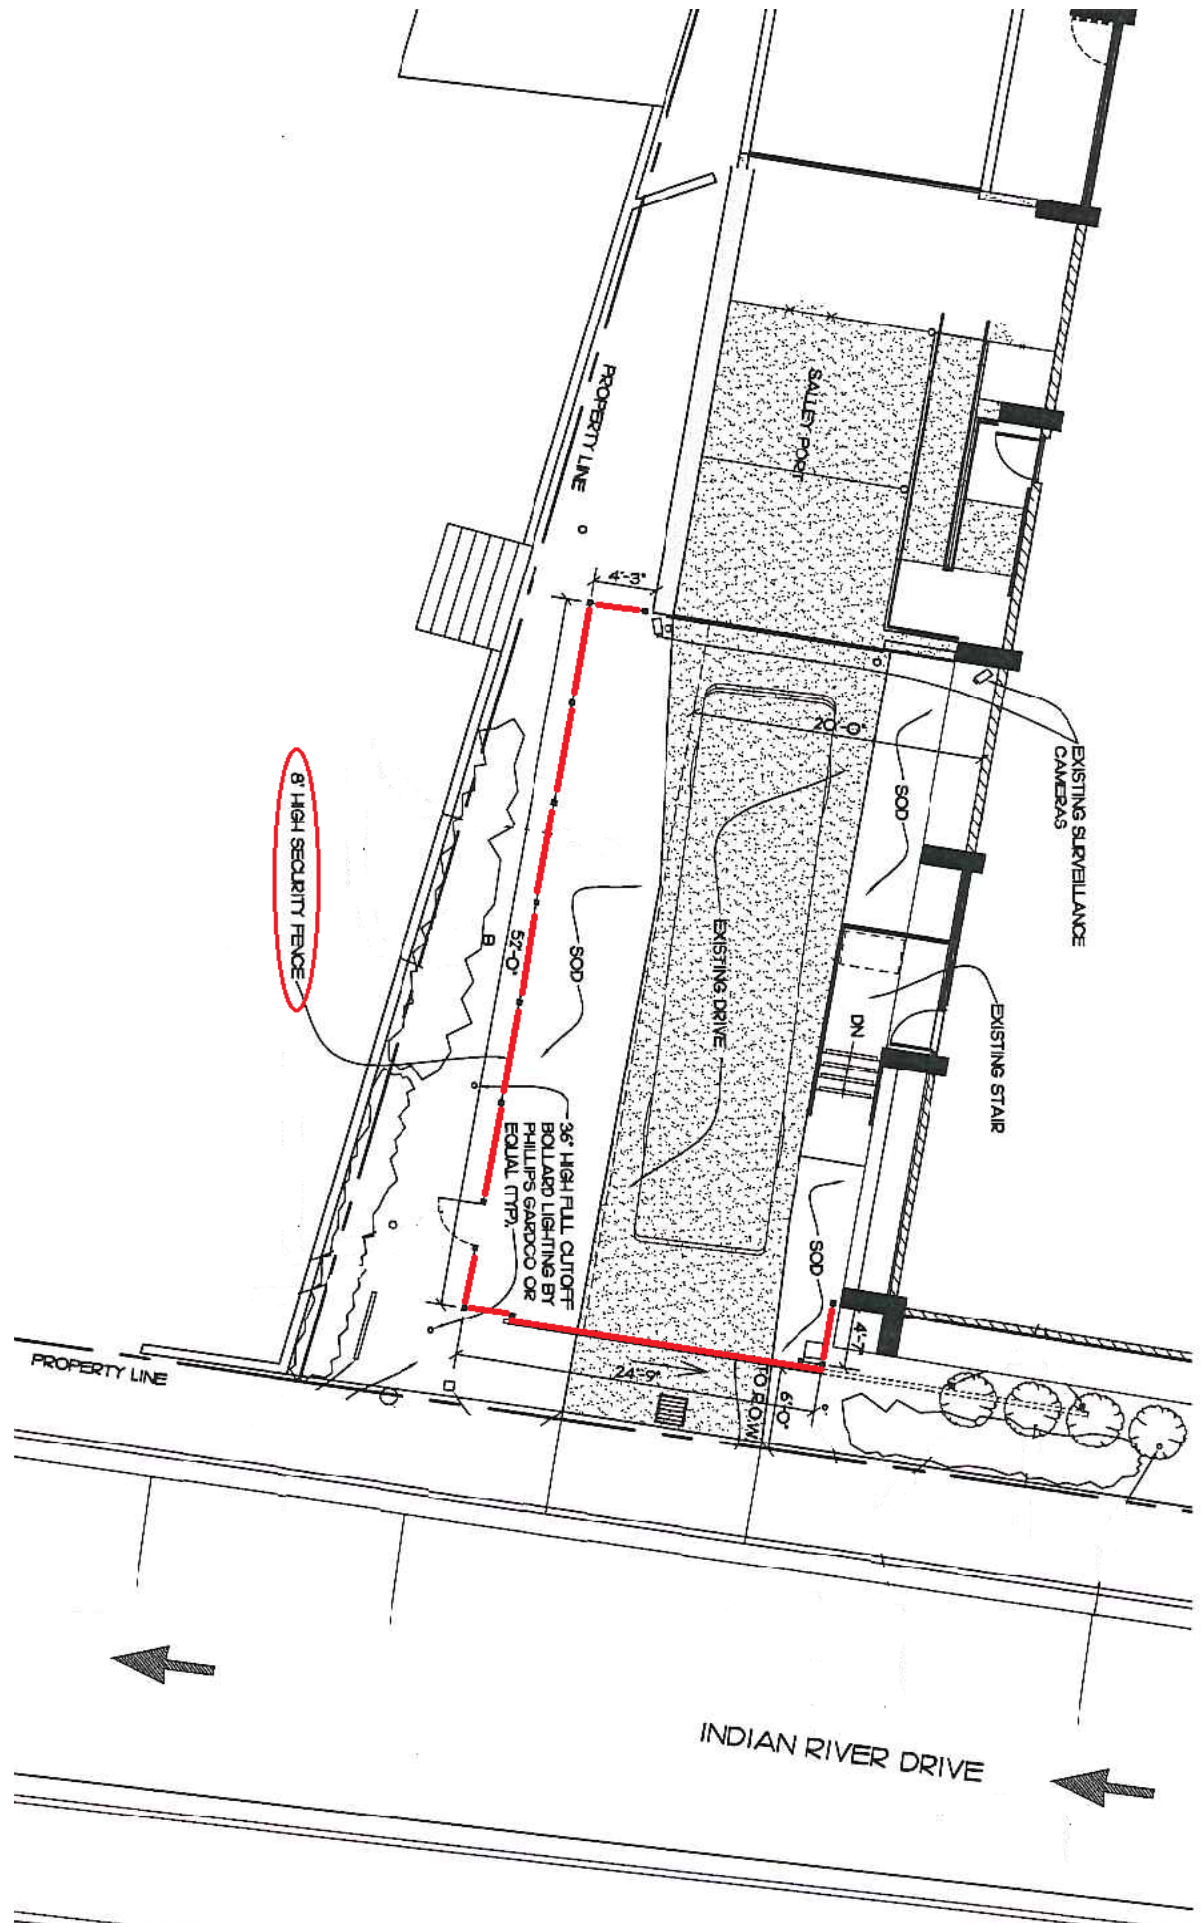 SALLEY PORT
PROPERTY LINE
4'-3"
20'-0"
EXISTING SURVEILLANCE
CAMERAS
SOD
8' HIGH SECURITY FENCE
52'-0"
B
SOD
EXISTING DRIVE
EXISTING STAIR
DN
36" HIGH FULL CUTOFF
BOLLARD LIGHTING BY
PHILLIPS GARDCO OR
EQUAL (TYP).
SOD
4'-7"
PROPERTY LINE
24'-9"
6'-0"
TO R.O.W.
INDIAN RIVER DRIVE